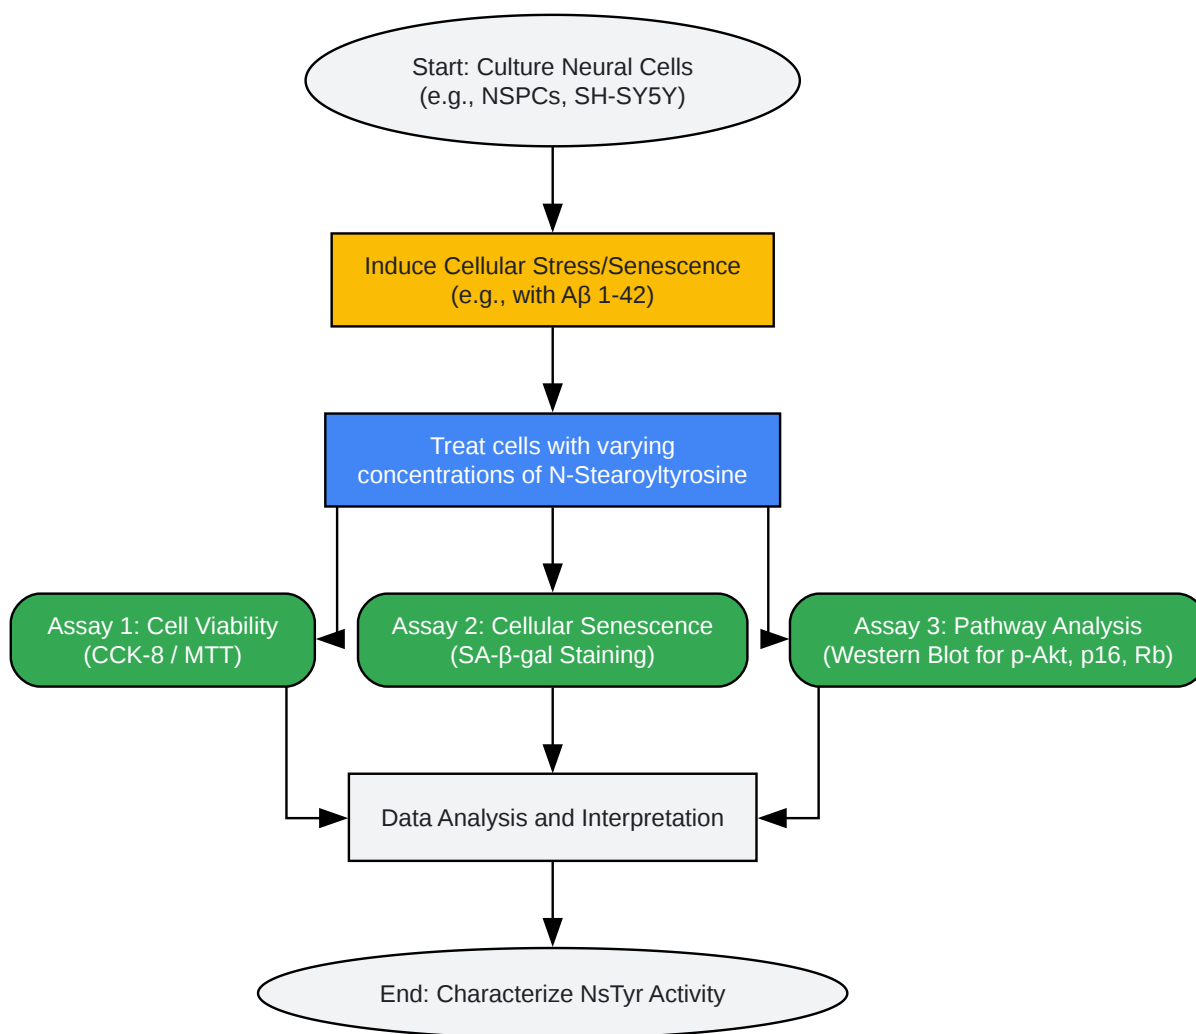 Start: Culture Neural Cells
(e.g., NSPCs, SH-SY5Y)
Induce Cellular Stress/Senescence
(e.g., with Aβ 1-42)
Treat cells with varying
concentrations of N-Stearoyltyrosine
Assay 1: Cell Viability
(CCK-8 / MTT)
Assay 2: Cellular Senescence
(SA-β-gal Staining)
Assay 3: Pathway Analysis
(Western Blot for p-Akt, p16, Rb)
Data Analysis and Interpretation
End: Characterize NsTyr Activity